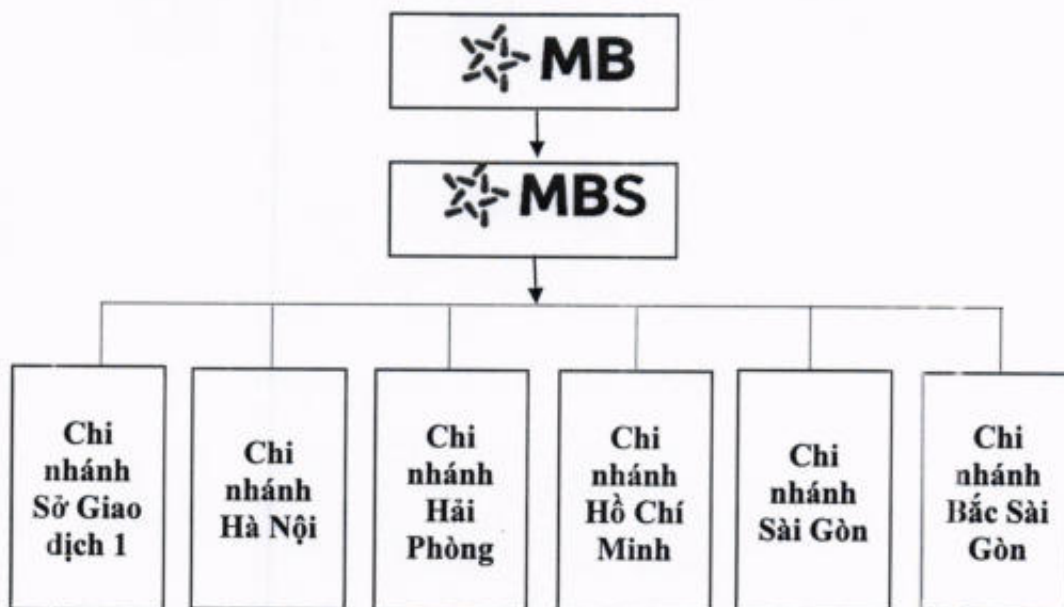 MB
MBS
Chi
nhánh
Sở Giao
dịch 1
Chi
nhánh
Hà Nội
Chi
nhánh
Hải
Phòng
Chi
nhánh
Hồ Chí
Minh
Chi
nhánh
Sài Gòn
Chi
nhánh
Bắc Sài
Gòn